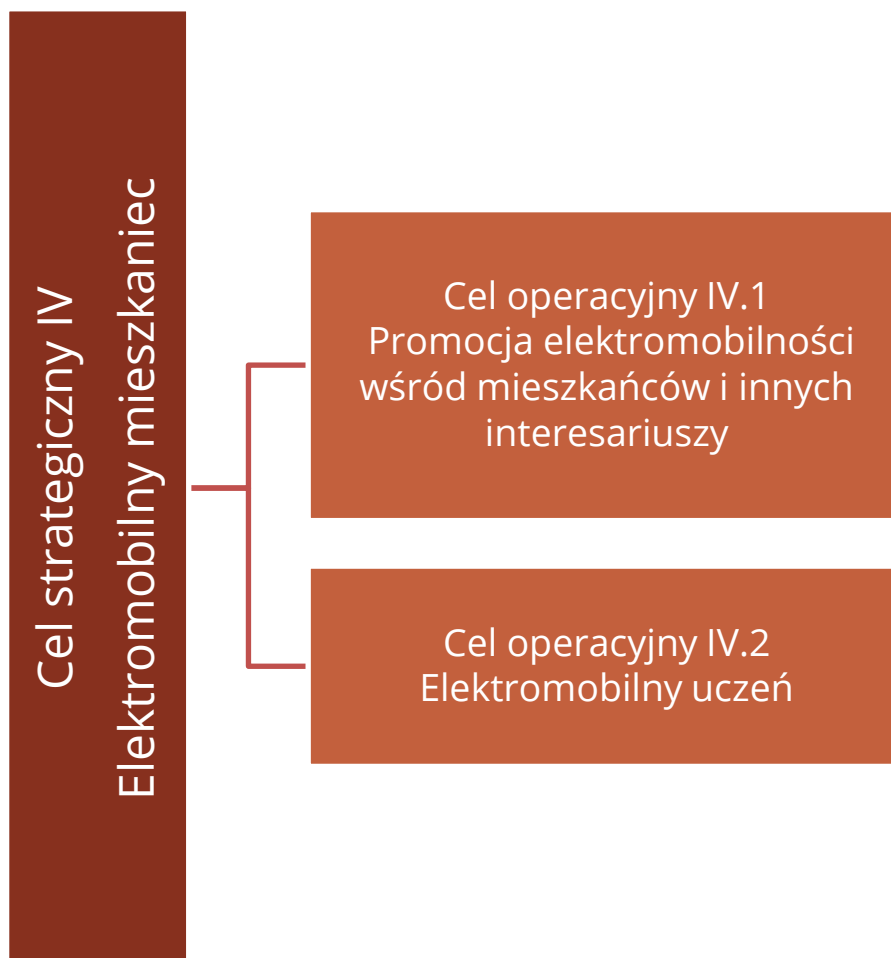 Cel strategiczny IV
Elektromobilny mieszkaniec
Cel operacyjny IV.1
Promocja elektromobilności
wśród mieszkańców i innych
interesariuszy
Cel operacyjny IV.2
Elektromobilny uczeń